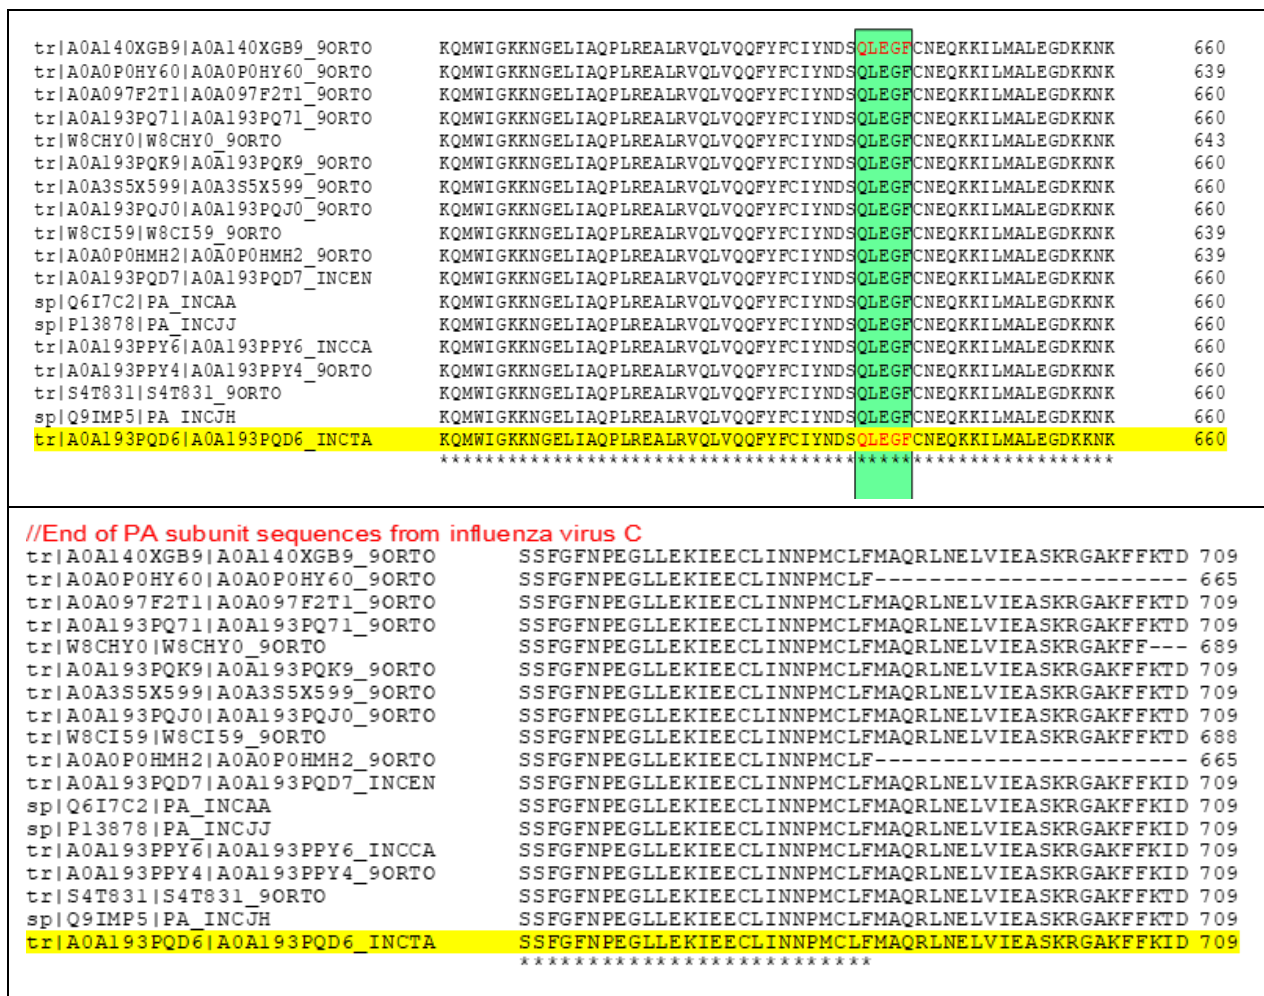 tr|A0A140XGB9|A0A140XGB9_9ORTO KQMWIGKKNGELIAQPLREALRVQLVQQFYFCIYNDSQLEGFCNEQKKILMALEGDKKNK 660
tr|A0A0P0HY60|A0A0P0HY60_9ORTO KQMWIGKKNGELIAQPLREALRVQLVQQFYFCIYNDSQLEGFCNEQKKILMALEGDKKNK 639
tr|A0A097F2T1|A0A097F2T1_9ORTO KQMWIGKKNGELIAQPLREALRVQLVQQFYFCIYNDSQLEGFCNEQKKILMALEGDKKNK 660
tr|A0A193PQ71|A0A193PQ71_9ORTO KQMWIGKKNGELIAQPLREALRVQLVQQFYFCIYNDSQLEGFCNEQKKILMALEGDKKNK 660
tr|W8CHY0|W8CHY0_9ORTO KQMWIGKKNGELIAQPLREALRVQLVQQFYFCIYNDSQLEGFCNEQKKILMALEGDKKNK 643
tr|A0A193PQK9|A0A193PQK9_9ORTO KQMWIGKKNGELIAQPLREALRVQLVQQFYFCIYNDSQLEGFCNEQKKILMALEGDKKNK 660
tr|A0A3S5X599|A0A3S5X599_9ORTO KQMWIGKKNGELIAQPLREALRVQLVQQFYFCIYNDSQLEGFCNEQKKILMALEGDKKNK 660
tr|A0A193PQJ0|A0A193PQJ0_9ORTO KQMWIGKKNGELIAQPLREALRVQLVQQFYFCIYNDSQLEGFCNEQKKILMALEGDKKNK 660
tr|W8CI59|W8CI59_9ORTO KQMWIGKKNGELIAQPLREALRVQLVQQFYFCIYNDSQLEGFCNEQKKILMALEGDKKNK 639
tr|A0A0P0HMH2|A0A0P0HMH2_9ORTO KQMWIGKKNGELIAQPLREALRVQLVQQFYFCIYNDSQLEGFCNEQKKILMALEGDKKNK 639
tr|A0A193PQD7|A0A193PQD7_INCEN KQMWIGKKNGELIAQPLREALRVQLVQQFYFCIYNDSQLEGFCNEQKKILMALEGDKKNK 660
sp|Q6I7C2|PA_INCAA KQMWIGKKNGELIAQPLREALRVQLVQQFYFCIYNDSQLEGFCNEQKKILMALEGDKKNK 660
sp|P13878|PA_INCJJ KQMWIGKKNGELIAQPLREALRVQLVQQFYFCIYNDSQLEGFCNEQKKILMALEGDKKNK 660
tr|A0A193PPY6|A0A193PPY6_INCCA KQMWIGKKNGELIAQPLREALRVQLVQQFYFCIYNDSQLEGFCNEQKKILMALEGDKKNK 660
tr|A0A193PPY4|A0A193PPY4_9ORTO KQMWIGKKNGELIAQPLREALRVQLVQQFYFCIYNDSQLEGFCNEQKKILMALEGDKKNK 660
tr|S4T831|S4T831_9ORTO KQMWIGKKNGELIAQPLREALRVQLVQQFYFCIYNDSQLEGFCNEQKKILMALEGDKKNK 660
sp|Q9IMP5|PA_INCJH KQMWIGKKNGELIAQPLREALRVQLVQQFYFCIYNDSQLEGFCNEQKKILMALEGDKKNK 660
tr|A0A193PQD6|A0A193PQD6_INCTA KQMWIGKKNGELIAQPLREALRVQLVQQFYFCIYNDSQLEGFCNEQKKILMALEGDKKNK 660
************************************************************
//End of PA subunit sequences from influenza virus C
tr|A0A140XGB9|A0A140XGB9_9ORTO SSFGFNPEGLLEKIEECLINNPMCLFMAQRLNELVIEASKRGAKFFKTD 709
tr|A0A0P0HY60|A0A0P0HY60_9ORTO SSFGFNPEGLLEKIEECLINNPMCLF----------------------- 665
tr|A0A097F2T1|A0A097F2T1_9ORTO SSFGFNPEGLLEKIEECLINNPMCLFMAQRLNELVIEASKRGAKFFKTD 709
tr|A0A193PQ71|A0A193PQ71_9ORTO SSFGFNPEGLLEKIEECLINNPMCLFMAQRLNELVIEASKRGAKFFKTD 709
tr|W8CHY0|W8CHY0_9ORTO SSFGFNPEGLLEKIEECLINNPMCLFMAQRLNELVIEASKRGAKFF--- 689
tr|A0A193PQK9|A0A193PQK9_9ORTO SSFGFNPEGLLEKIEECLINNPMCLFMAQRLNELVIEASKRGAKFFKTD 709
tr|A0A3S5X599|A0A3S5X599_9ORTO SSFGFNPEGLLEKIEECLINNPMCLFMAQRLNELVIEASKRGAKFFKTD 709
tr|A0A193PQJ0|A0A193PQJ0_9ORTO SSFGFNPEGLLEKIEECLINNPMCLFMAQRLNELVIEASKRGAKFFKTD 709
tr|W8CI59|W8CI59_9ORTO SSFGFNPEGLLEKIEECLINNPMCLFMAQRLNELVIEASKRGAKFFKTD 688
tr|A0A0P0HMH2|A0A0P0HMH2_9ORTO SSFGFNPEGLLEKIEECLINNPMCLF----------------------- 665
tr|A0A193PQD7|A0A193PQD7_INCEN SSFGFNPEGLLEKIEECLINNPMCLFMAQRLNELVIEASKRGAKFFKID 709
sp|Q6I7C2|PA_INCAA SSFGFNPEGLLEKIEECLINNPMCLFMAQRLNELVIEASKRGAKFFKID 709
sp|P13878|PA_INCJJ SSFGFNPEGLLEKIEECLINNPMCLFMAQRLNELVIEASKRGAKFFKID 709
tr|A0A193PPY6|A0A193PPY6_INCCA SSFGFNPEGLLEKIEECLINNPMCLFMAQRLNELVIEASKRGAKFFKID 709
tr|A0A193PPY4|A0A193PPY4_9ORTO SSFGFNPEGLLEKIEECLINNPMCLFMAQRLNELVIEASKRGAKFFKID 709
tr|S4T831|S4T831_9ORTO SSFGFNPEGLLEKIEECLINNPMCLFMAQRLNELVIEASKRGAKFFKTD 709
sp|Q9IMP5|PA_INCJH SSFGFNPEGLLEKIEECLINNPMCLFMAQRLNELVIEASKRGAKFFKID 709
tr|A0A193PQD6|A0A193PQD6_INCTA SSFGFNPEGLLEKIEECLINNPMCLFMAQRLNELVIEASKRGAKFFKID 709
**************************